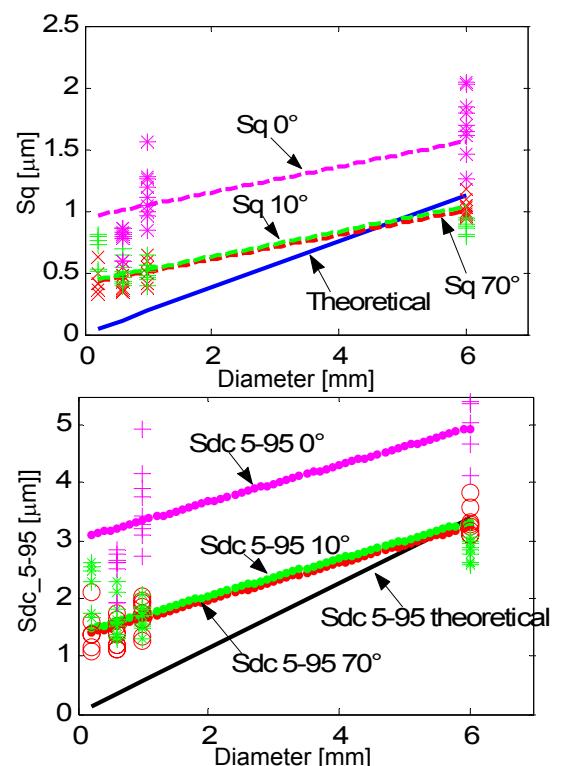 2.5
2
1.5
1
0.5
0
Sq [µm]
Sq 0°
Sq 10°
Theoretical
Sq 70°
0 2 4 6
Diameter [mm]
5
4
3
2
1
0
Sdc_5-95 [µm]]
Sdc 5-95 0°
Sdc 5-95 10°
Sdc 5-95 theoretical
Sdc 5-95 70°
0 2 4 6
Diameter [mm]